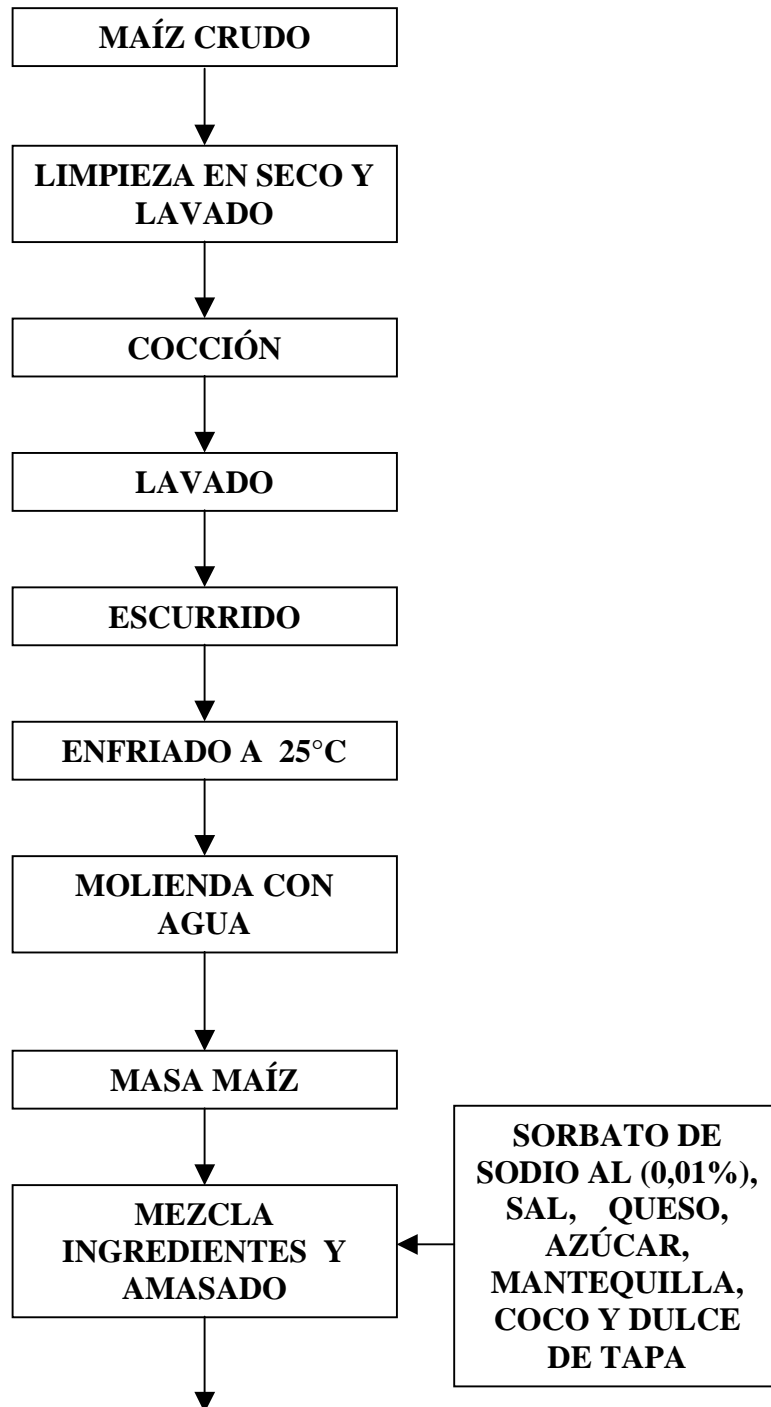 MAÍZ CRUDO
LIMPIEZA EN SECO Y
LAVADO
COCCIÓN
LAVADO
ESCURRIDO
ENFRIADO A 25°C
MOLIENDA CON
AGUA
MASA MAÍZ
MEZCLA
INGREDIENTES Y
AMASADO
SORBATO DE
SODIO AL (0,01%),
SAL, QUESO,
AZÚCAR,
MANTEQUILLA,
COCO Y DULCE
DE TAPA